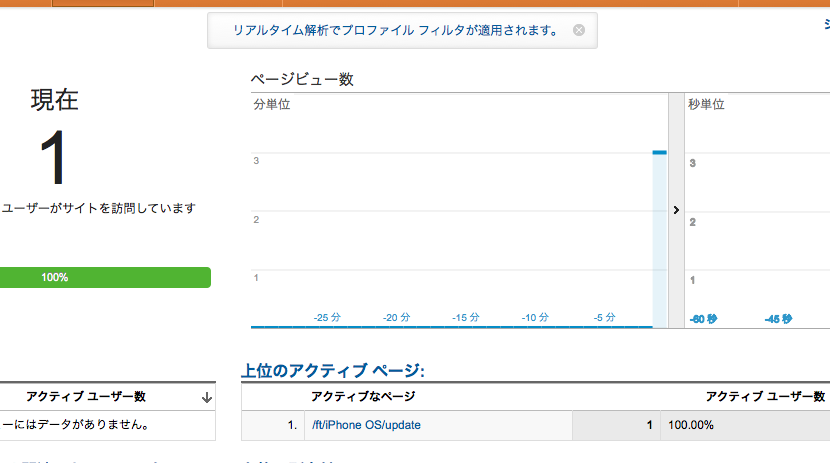 リアルタイム解析でプロファイル フィルタが適用されます。
現在
1
ユーザーがサイトを訪問しています
100%
ページビュー数
分単位
秒単位
3
2
1
-25 分
-20 分
-15 分
-10 分
-5 分
3
2
1
-60 秒
-45 秒
アクティブ ユーザー数
ーにはデータがありません。
上位のアクティブ ページ:
アクティブなページ
アクティブ ユーザー数
1.
/ft/iPhone OS/update
1
100.00%